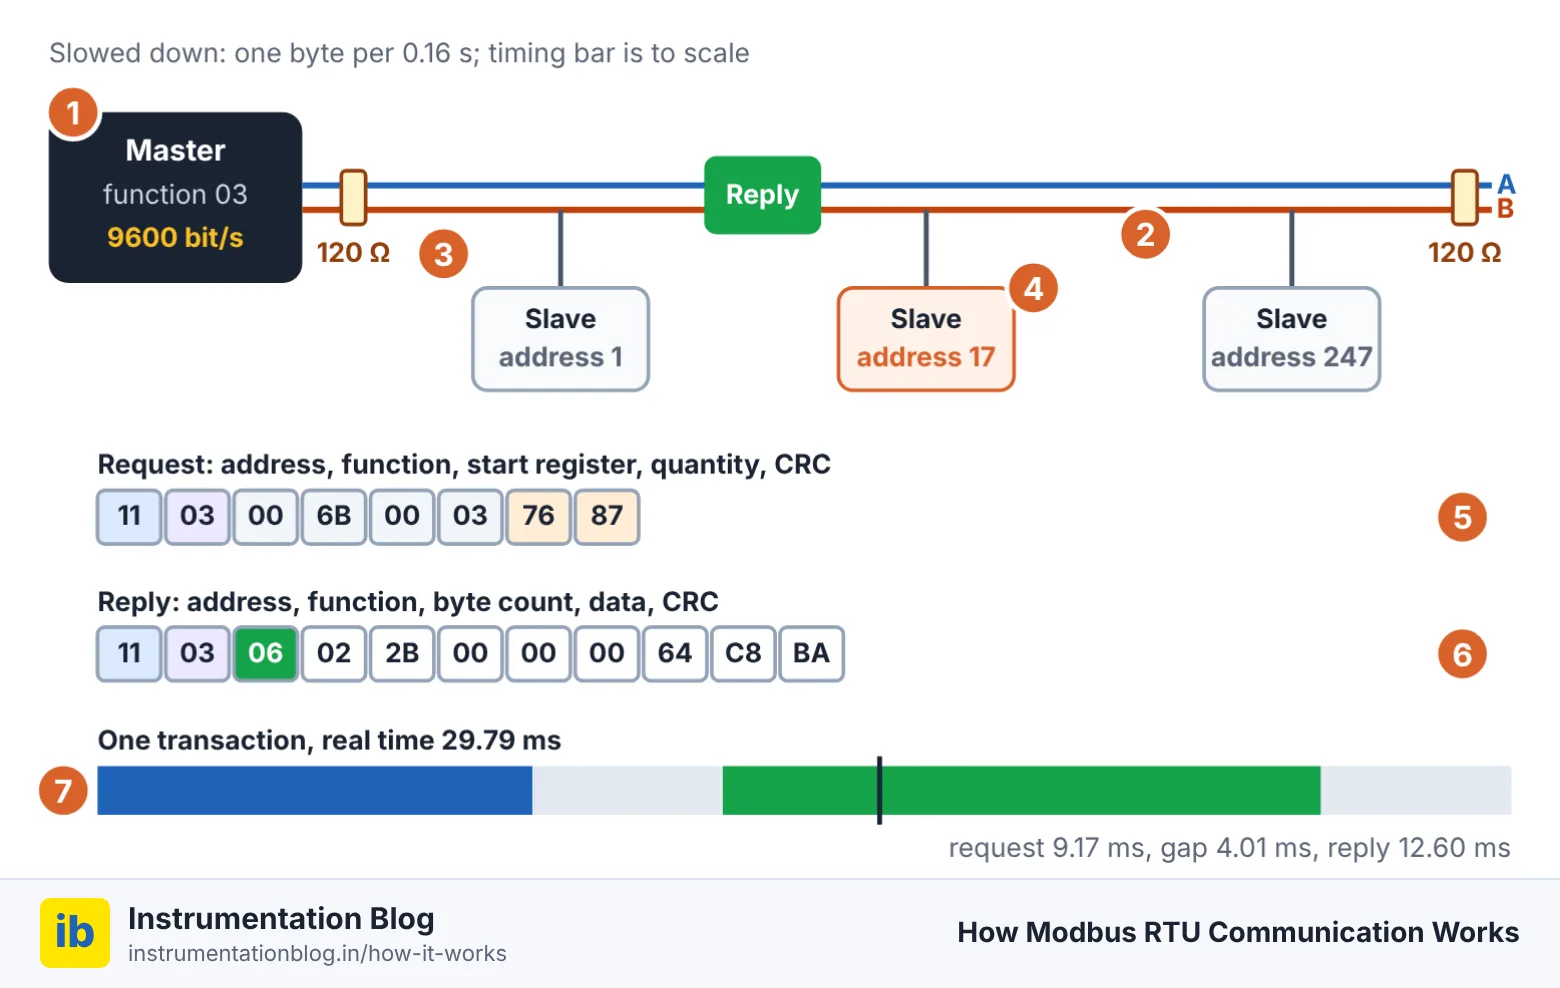 Slowed down: one byte per 0.16 s; timing bar is to scale
1
Master
function 03
9600 bit/s
120 Ω
3
Reply
2
A
B
120 Ω
4
Slave
address 1
Slave
address 17
Slave
address 247
Request: address, function, start register, quantity, CRC
11 03 00 6B 00 03 76 87
5
Reply: address, function, byte count, data, CRC
11 03 06 02 2B 00 00 00 64 C8 BA
6
One transaction, real time 29.79 ms
7
request 9.17 ms, gap 4.01 ms, reply 12.60 ms
ib
Instrumentation Blog
instrumentationblog.in/how-it-works
How Modbus RTU Communication Works